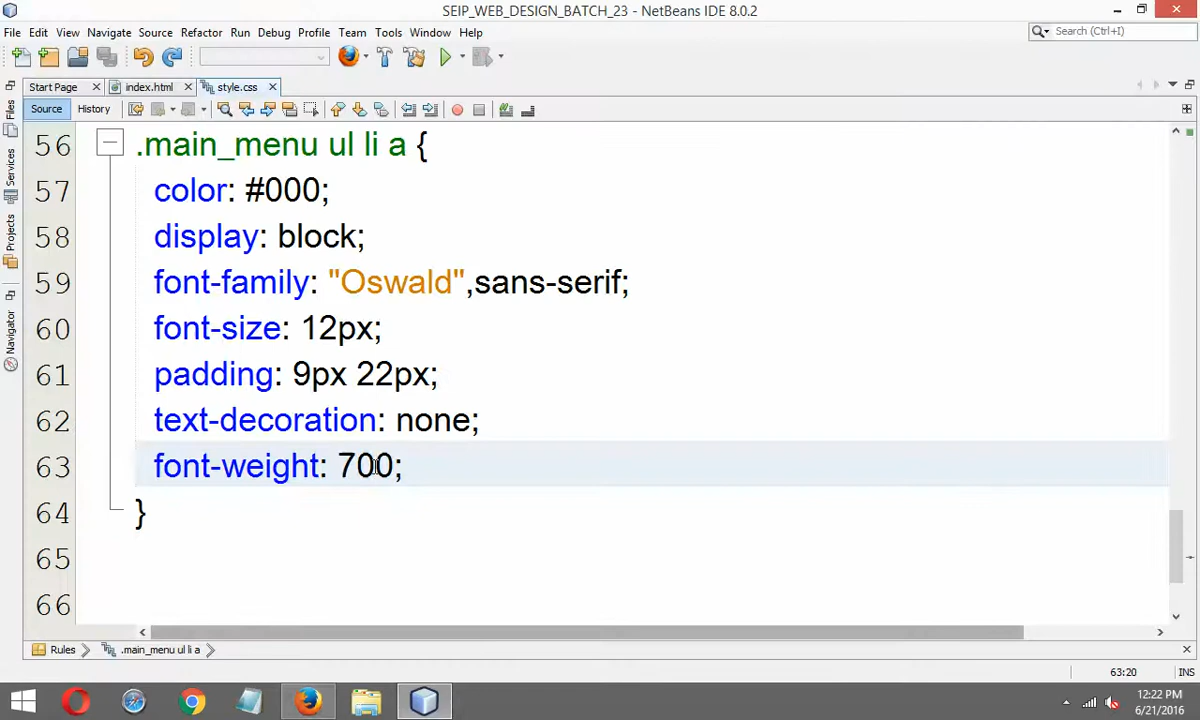 SEIP_WEB_DESIGN_BATCH_23 - NetBeans IDE 8.0.2
File Edit View Navigate Source Refactor Run Debug Profile Team Tools Window Help
Search (Ctrl+I)
Start Page index.html style.css
Source History
Files
Services
Projects
Navigator
56 .main_menu ul li a {
57 color: #000;
58 display: block;
59 font-family: "Oswald",sans-serif;
60 font-size: 12px;
61 padding: 9px 22px;
62 text-decoration: none;
63 font-weight: 700;
64 }
65
66
Rules .main_menu ul li a
63:20 INS
12:22 PM
6/21/2016